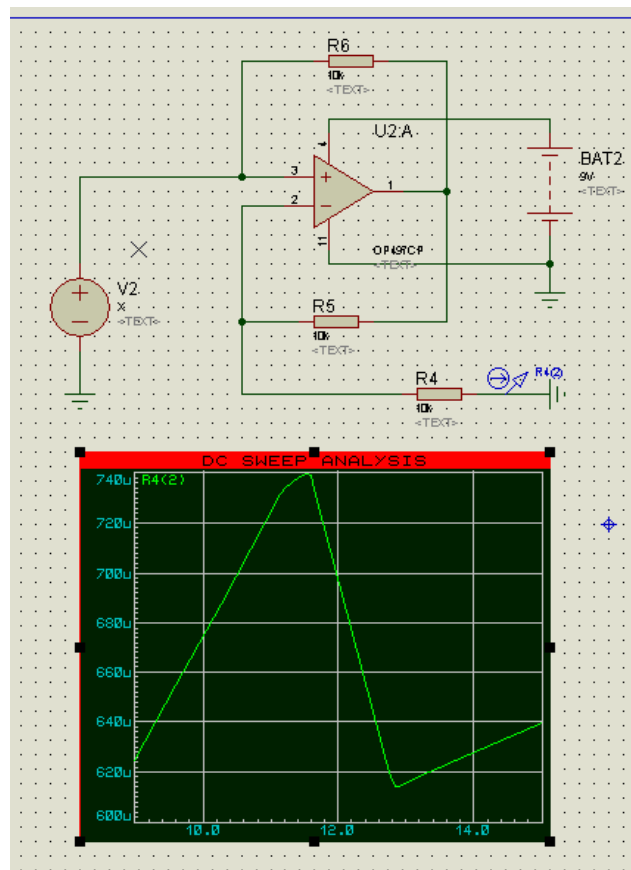 R6
10k
<TEXT>
U2:A
4
3
2
1
11
OP497CP
<TEXT>
BAT2
9V
<TEXT>
V2
x
<TEXT>
R5
10k
<TEXT>
R4
10k
<TEXT>
R4(2)
DC SWEEP ANALYSIS
R4(2)
740u
720u
700u
680u
660u
640u
620u
600u
10.0
12.0
14.0